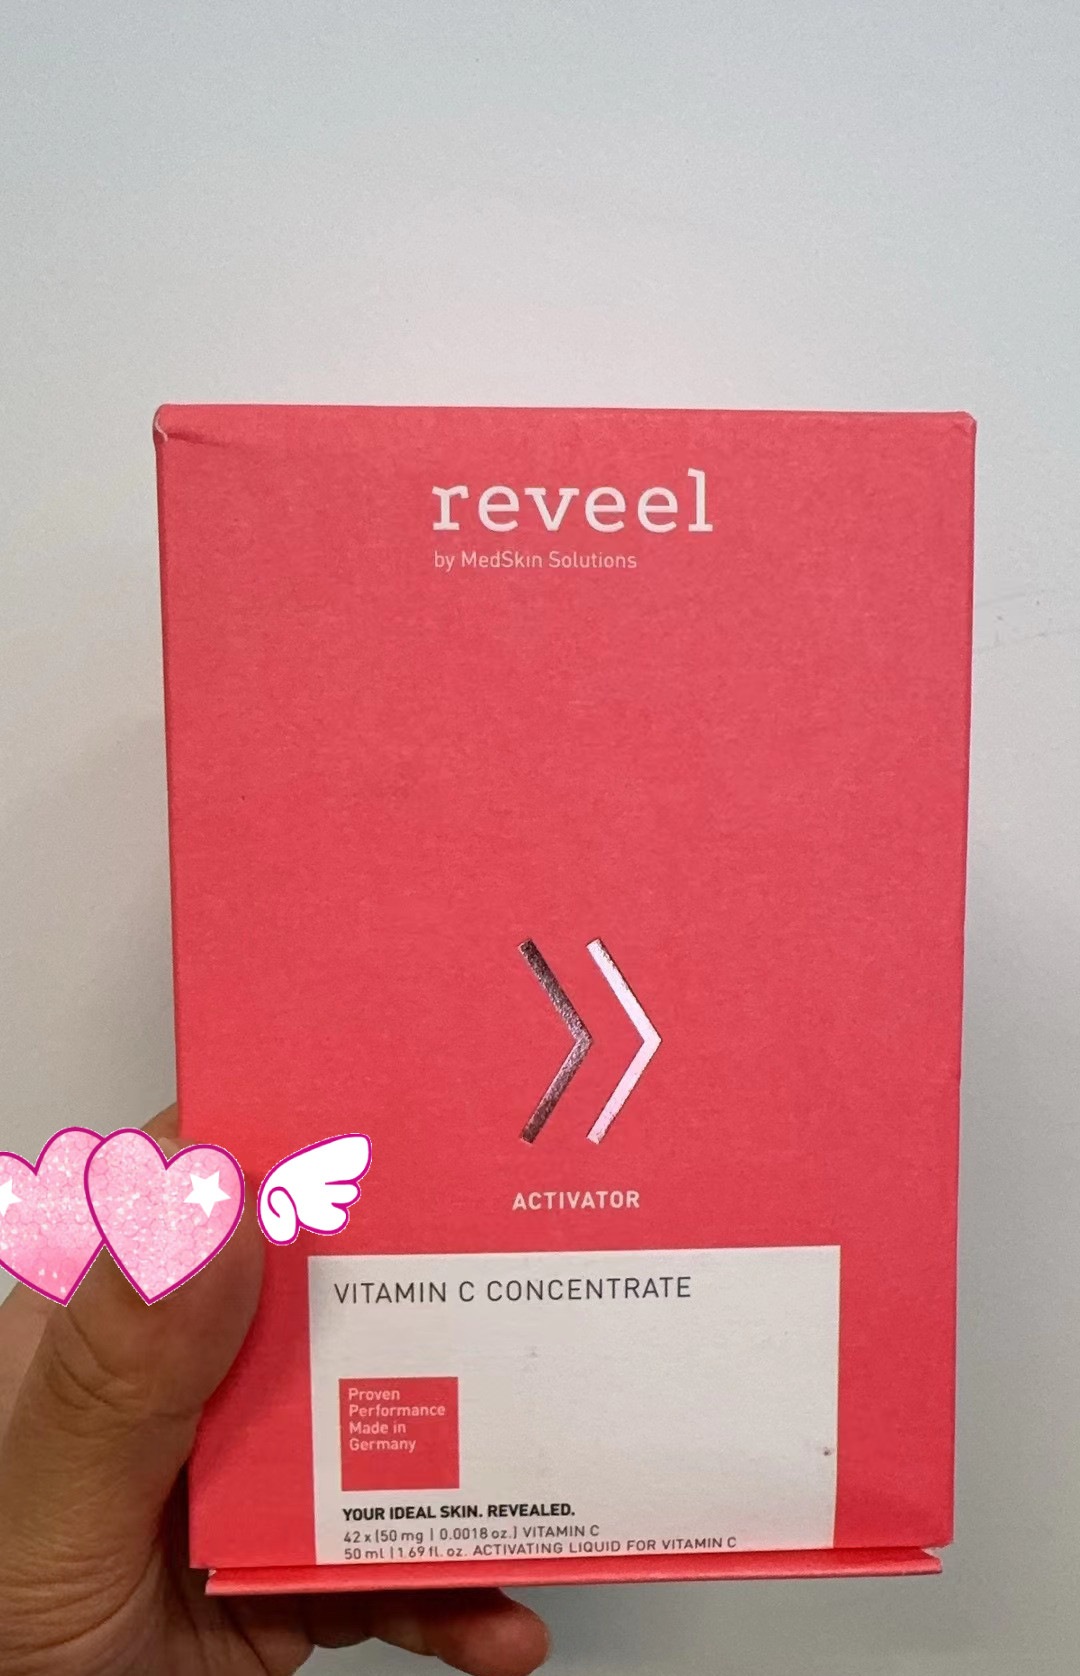 reveel
by MedSkin Solutions
ACTIVATOR
VITAMIN C CONCENTRATE
Proven
Performance
Made in
Germany
YOUR IDEAL SKIN. REVEALED.
42 x (50 mg | 0.0018 oz.) VITAMIN C
50 ml | 1.69 fl. oz. ACTIVATING LIQUID FOR VITAMIN C